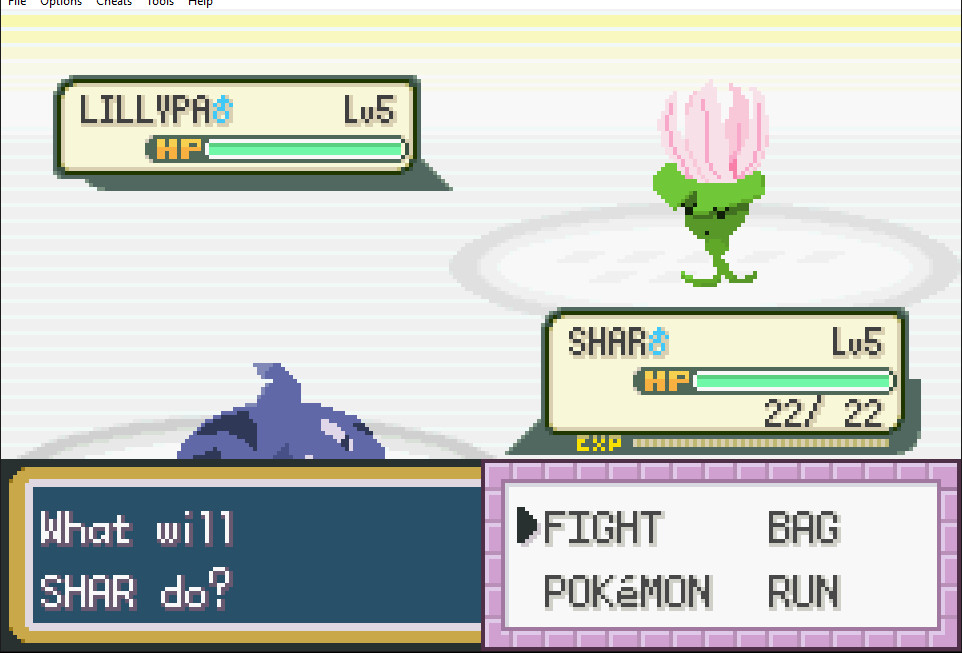 File Options Cheats Tools Help
LILLYPA♂ Lv5
HP
SHAR♂ Lv5
HP
22/ 22
EXP
What will
SHAR do?
▶FIGHT BAG
POKéMON RUN